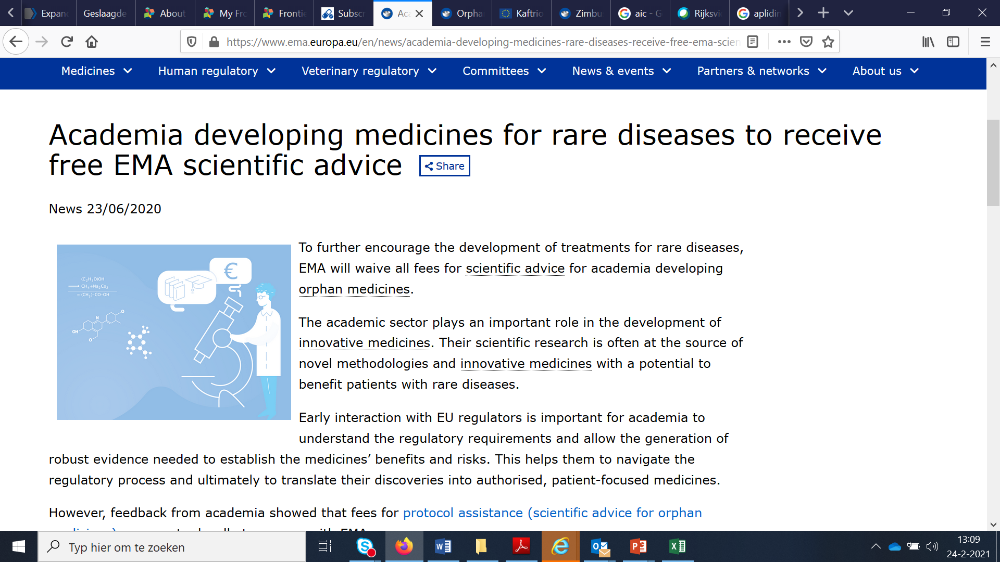 Expan
Geslaagde
About
My Fro
Frontie
Subscr
Aca
Orpha
Kaftrio
Zimbu
aic - G
Rijksvi
aplidin
https://www.ema.europa.eu/en/news/academia-developing-medicines-rare-diseases-receive-free-ema-scien
Medicines
Human regulatory
Veterinary regulatory
Committees
News & events
Partners & networks
About us
Academia developing medicines for rare diseases to receive
free EMA scientific advice
Share
News 23/06/2020
(C₂H₅O)OH
CH₄+Na₂Co₂
= (CH₃)-CO-OH
N
O
OH
O
€
To further encourage the development of treatments for rare diseases,
EMA will waive all fees for scientific advice for academia developing
orphan medicines.
The academic sector plays an important role in the development of
innovative medicines. Their scientific research is often at the source of
novel methodologies and innovative medicines with a potential to
benefit patients with rare diseases.
Early interaction with EU regulators is important for academia to
understand the regulatory requirements and allow the generation of
robust evidence needed to establish the medicines’ benefits and risks. This helps them to navigate the
regulatory process and ultimately to translate their discoveries into authorised, patient-focused medicines.
However, feedback from academia showed that fees for protocol assistance (scientific advice for orphan
Typ hier om te zoeken
13:09
24-2-2021